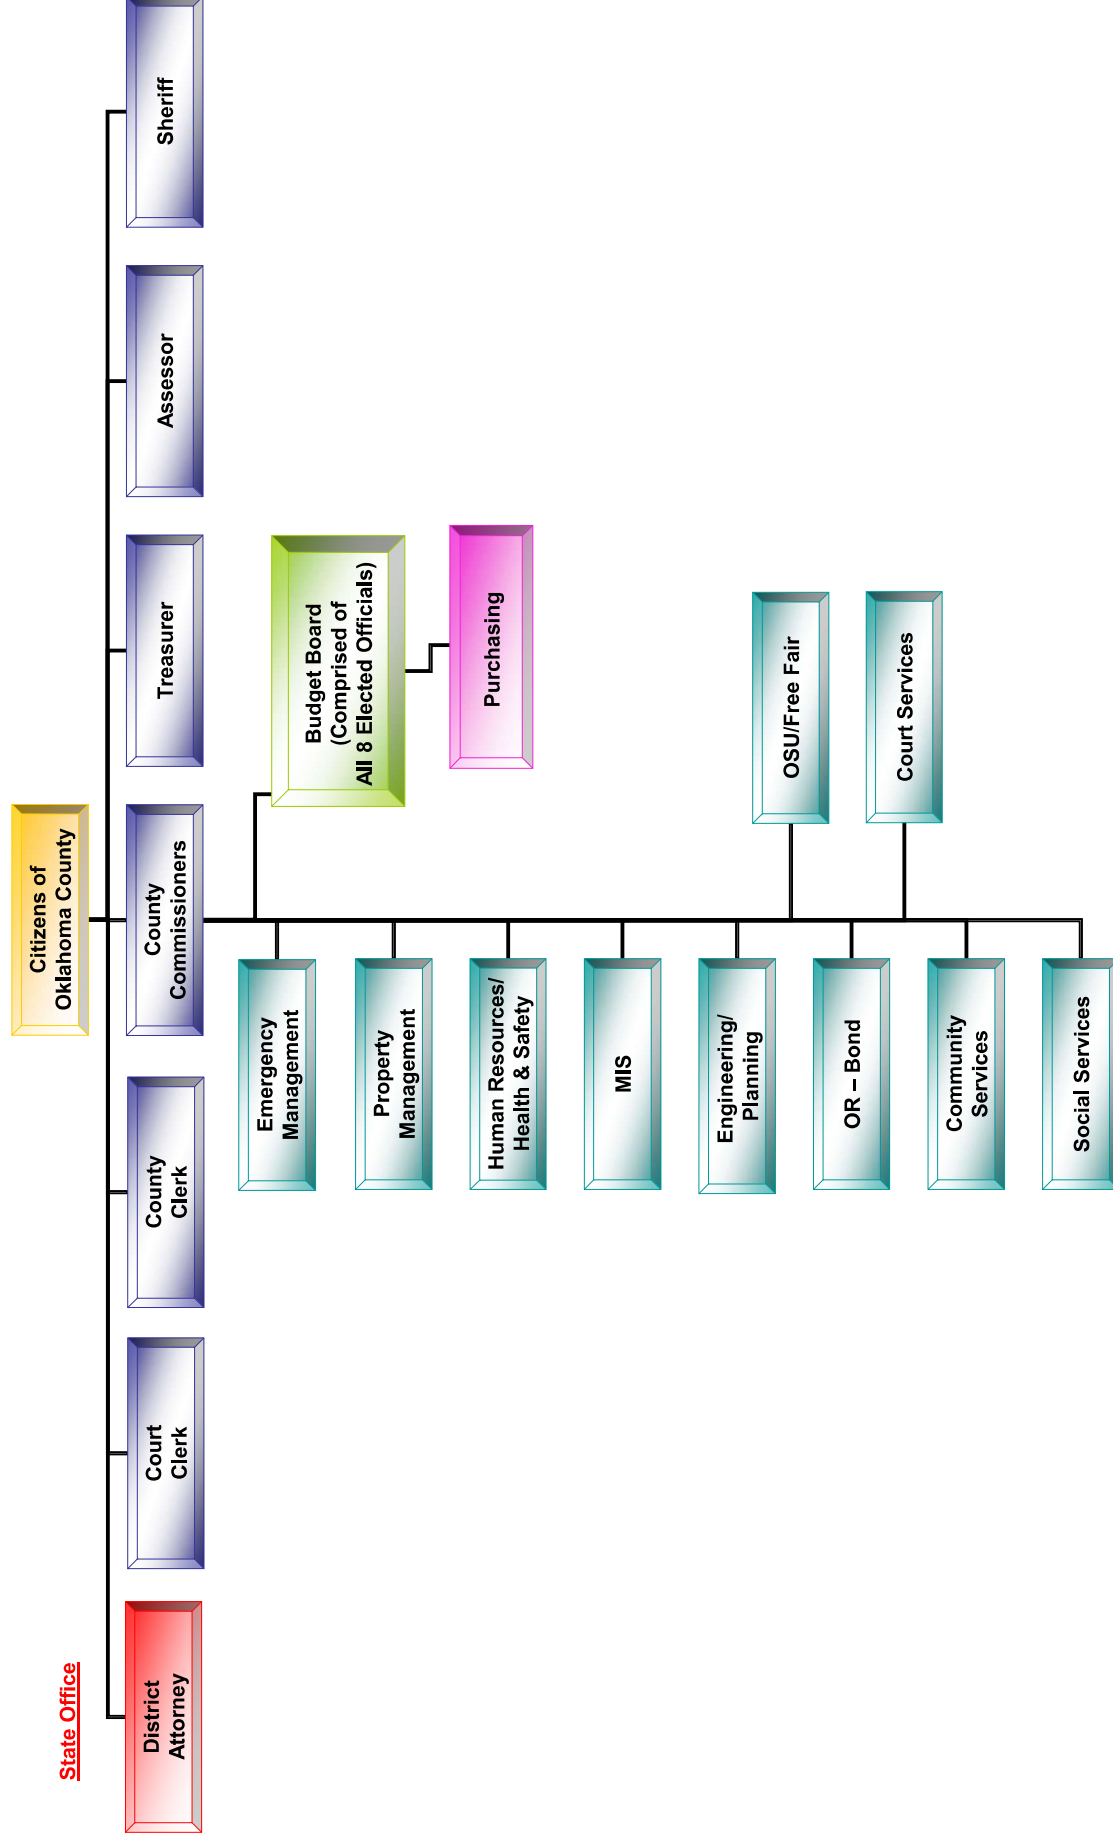 State Office
Citizens of
Oklahoma County
District
Attorney
Court
Clerk
County
Clerk
County
Commissioners
Treasurer
Assessor
Sheriff
Budget Board
(Comprised of
All 8 Elected Officials)
Purchasing
Emergency
Management
Property
Management
Human Resources/
Health & Safety
MIS
Engineering/
Planning
OSU/Free Fair
OR – Bond
Court Services
Community
Services
Social Services